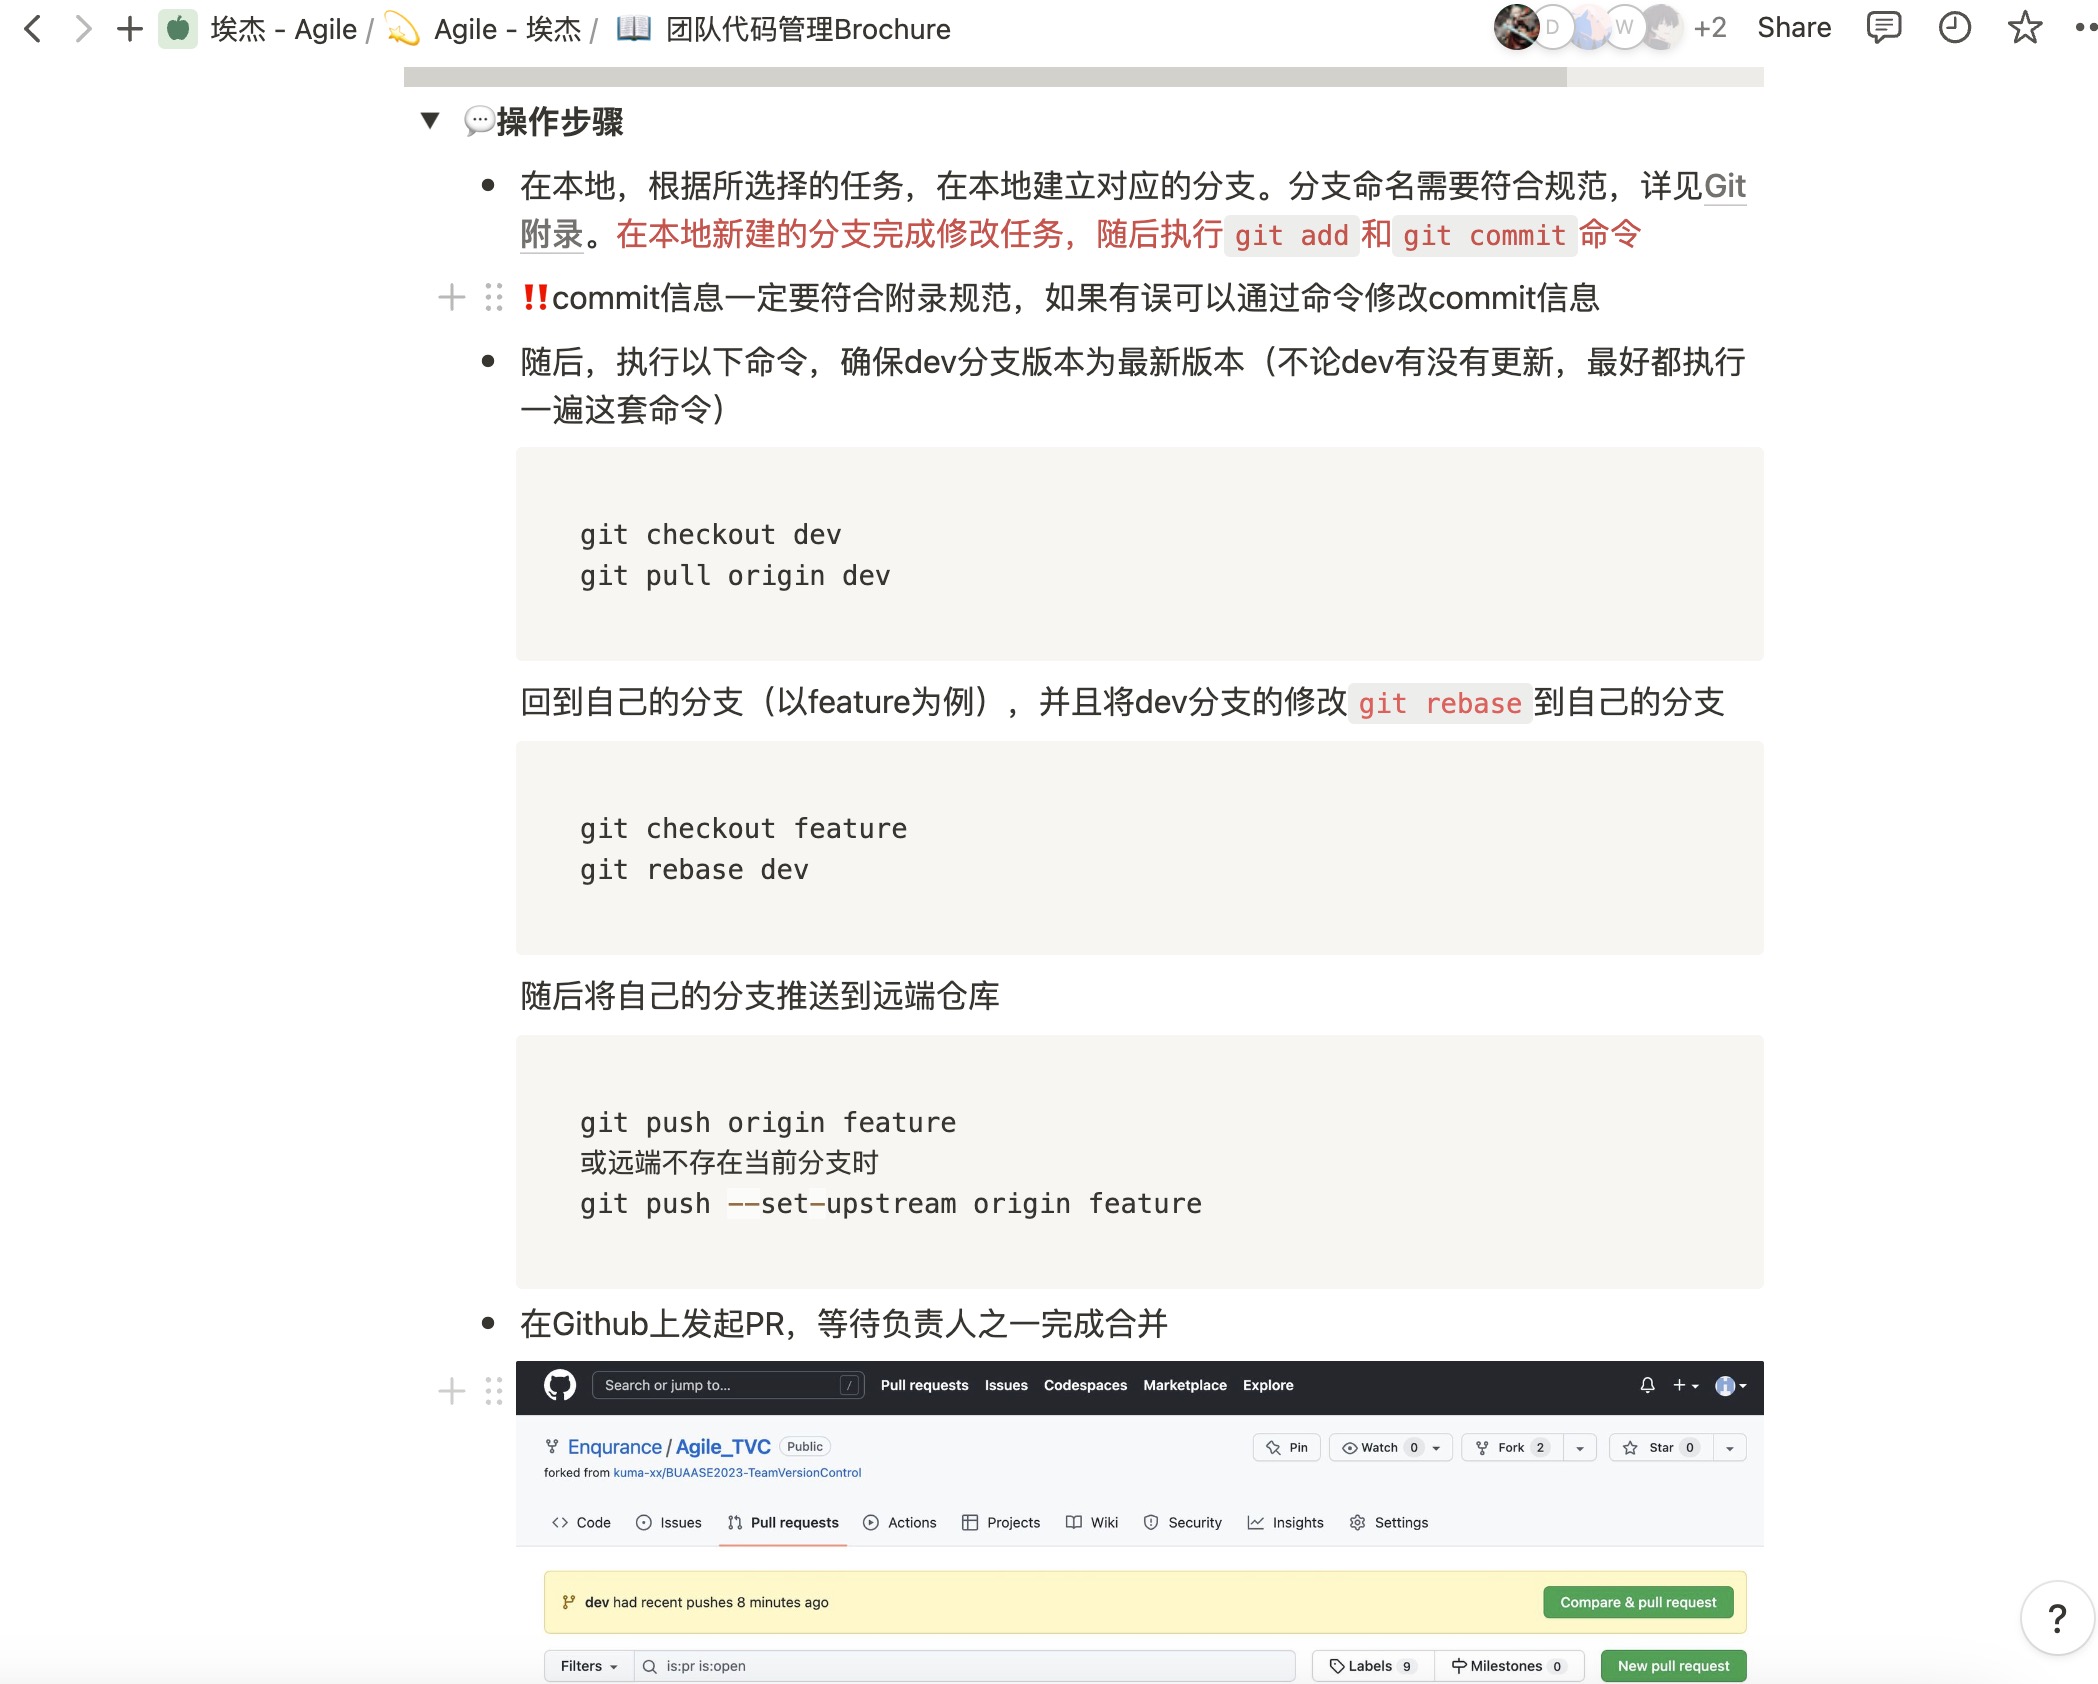 埃杰 - Agile / Agile - 埃杰 / 团队代码管理Brochure
D W +2 Share
操作步骤
在本地，根据所选择的任务，在本地建立对应的分支。分支命名需要符合规范，详见Git
附录。在本地新建的分支完成修改任务，随后执行 git add 和 git commit 命令
‼️commit信息一定要符合附录规范，如果有误可以通过命令修改commit信息
随后，执行以下命令，确保dev分支版本为最新版本（不论dev有没有更新，最好都执行
一遍这套命令）
git checkout dev
git pull origin dev
回到自己的分支（以feature为例），并且将dev分支的修改 git rebase 到自己的分支
git checkout feature
git rebase dev
随后将自己的分支推送到远端仓库
git push origin feature
或远端不存在当前分支时
git push --set-upstream origin feature
在Github上发起PR，等待负责人之一完成合并
Search or jump to... / Pull requests Issues Codespaces Marketplace Explore
Enqurance / Agile_TVC Public Pin Watch 0 Fork 2 Star 0
forked from kuma-xx/BUAASE2023-TeamVersionControl
Code Issues Pull requests Actions Projects Wiki Security Insights Settings
dev had recent pushes 8 minutes ago Compare & pull request
Filters is:pr is:open Labels 9 Milestones 0 New pull request
?